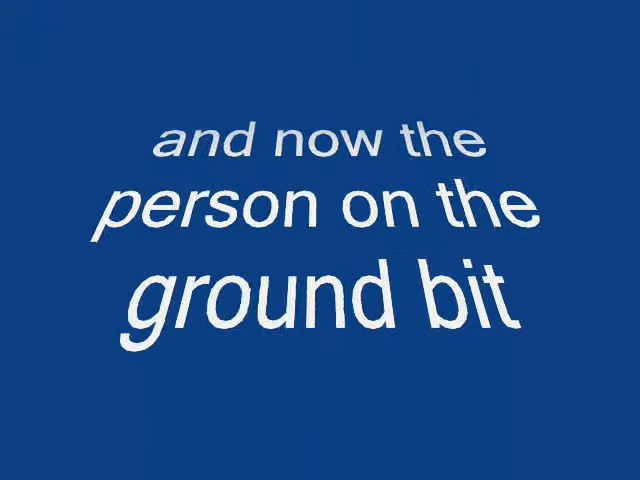 and now the
person on the
ground bit